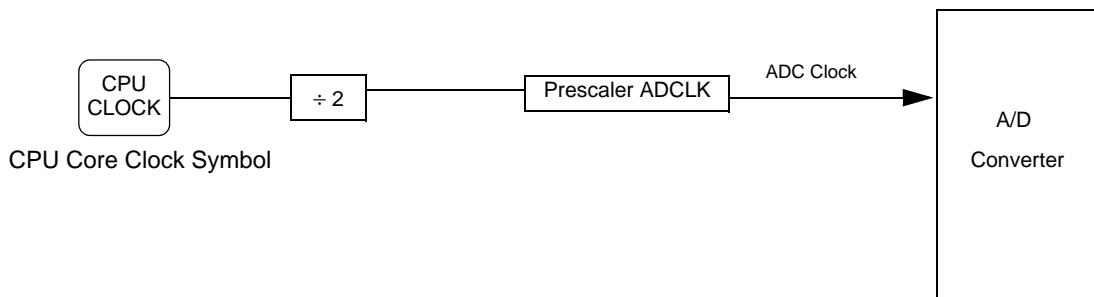 CPU
CLOCK
CPU Core Clock Symbol
÷ 2
Prescaler ADCLK
ADC Clock
A/D
Converter